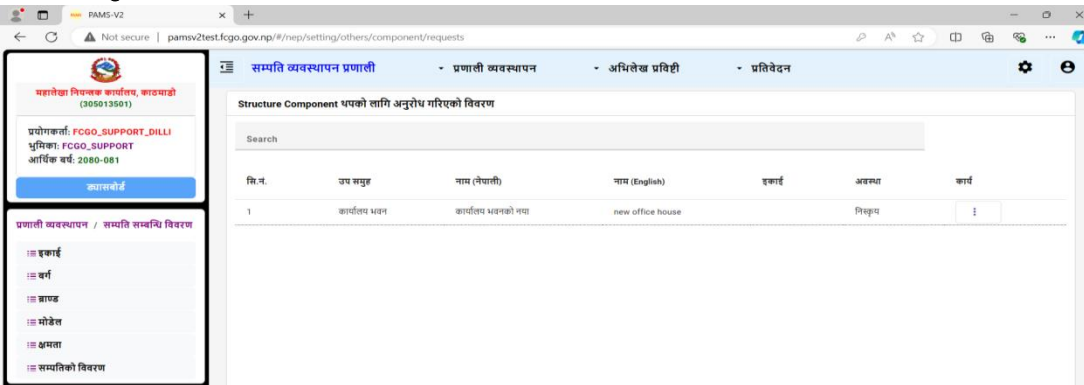 PAMS-V2
Not secure | pamsv2test.fcgo.gov.np/#/nep/setting/others/component/requests
महालेखा नियन्त्रक कार्यालय, काठमाडौ
(305013501)
सम्पति व्यवस्थापन प्रणाली प्रणाली व्यवस्थापन अभिलेख प्रविष्टी प्रतिवेदन
प्रयोगकर्ता: FCGO_SUPPORT_DILLI
भुमिका: FCGO_SUPPORT
आर्थिक बर्ष: 2080-081
ड्यासबोर्ड
प्रणाली व्यवस्थापन / सम्पति सम्बन्धि विवरण
इकाई
बर्ग
ब्राण्ड
मोडेल
क्षमता
सम्पतिको विवरण
Structure Component थपको लागि अनुरोध गरिएको विवरण
Search
सि.नं. उप समुह नाम (नेपाली) नाम (English) इकाई अवस्था कार्य
1 कार्यालय भवन कार्यालय भवनको नया new office house निस्कृय